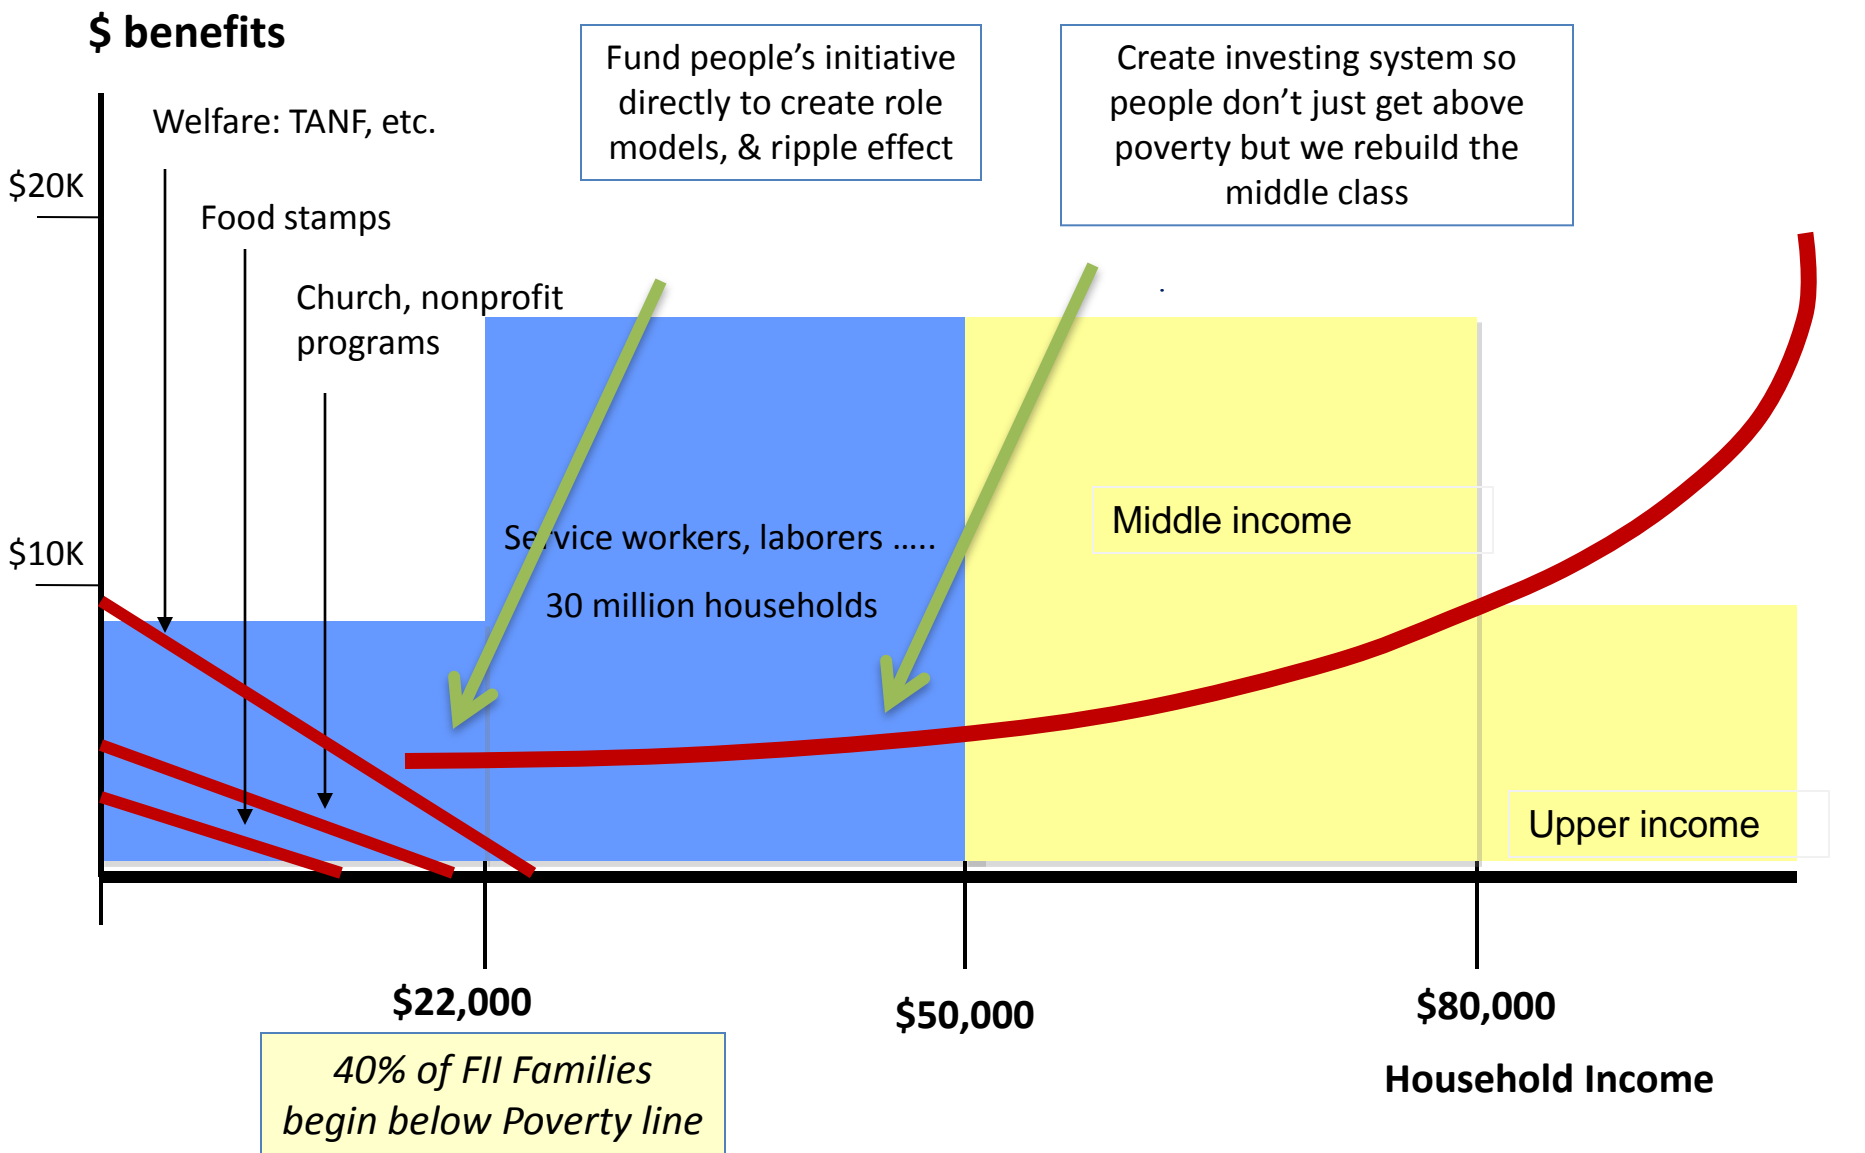 $ benefits
Fund people’s initiative
directly to create role
models, & ripple effect
Create investing system so
people don’t just get above
poverty but we rebuild the
middle class
Welfare: TANF, etc.
$20K
Food stamps
Church, nonprofit
programs
Middle income
Service workers, laborers .....
$10K
30 million households
Upper income
$22,000
$50,000
$80,000
40% of FII Families
begin below Poverty line
Household Income